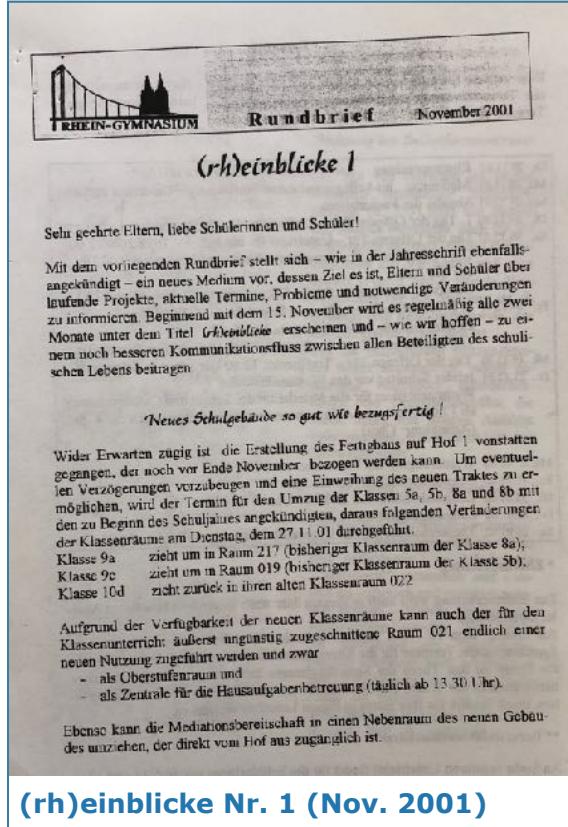 RHEIN-GYMNASIUM
Rundbrief
November 2001
(rh)einblicke 1
Sehr geehrte Eltern, liebe Schülerinnen und Schüler!
Mit dem vorliegenden Rundbrief stellt sich – wie in der Jahresschrift ebenfalls
angekündigt – ein neues Medium vor, dessen Ziel es ist, Eltern und Schüler über
laufende Projekte, aktuelle Termine, Probleme und notwendige Veränderungen
zu informieren. Beginnend mit dem 15. November wird es regelmäßig alle zwei
Monate unter dem Titel (rh)einblicke erscheinen und – wie wir hoffen – zu ei-
nem noch besseren Kommunikationsfluss zwischen allen Beteiligten des schuli-
schen Lebens beitragen
Neues Schulgebäude so gut wie bezugsfertig !
Wider Erwarten zügig ist die Erstellung des Fertigbaus auf Hof 1 vonstatten
gegangen, der noch vor Ende November bezogen werden kann. Um eventuel-
len Verzögerungen vorzubeugen und eine Einweihung des neuen Traktes zu er-
möglichen, wird der Termin für den Umzug der Klassen 5a, 5b, 8a und 8b mit
den zu Beginn des Schuljahres angekündigten, daraus folgenden Veränderungen
der Klassenräume am Dienstag, dem 27.11.01 durchgeführt.
Klasse 9a zieht um in Raum 217 (bisheriger Klassenraum der Klasse 8a);
Klasse 9c zieht um in Raum 019 (bisheriger Klassenraum der Klasse 5b);
Klasse 10d zieht zurück in ihren alten Klassenraum 022
Aufgrund der Verfügbarkeit der neuen Klassenräume kann auch der für den
Klassenunterricht äußerst ungünstig zugeschnittene Raum 021 endlich einer
neuen Nutzung zugeführt werden und zwar
- als Oberstufenraum und
- als Zentrale für die Hausaufgabenbetreuung (täglich ab 13.30 Uhr).
Ebenso kann die Mediationsbereitschaft in einen Nebenraum des neuen Gebäu-
des umziehen, der direkt vom Hof aus zugänglich ist.
(rh)einblicke Nr. 1 (Nov. 2001)